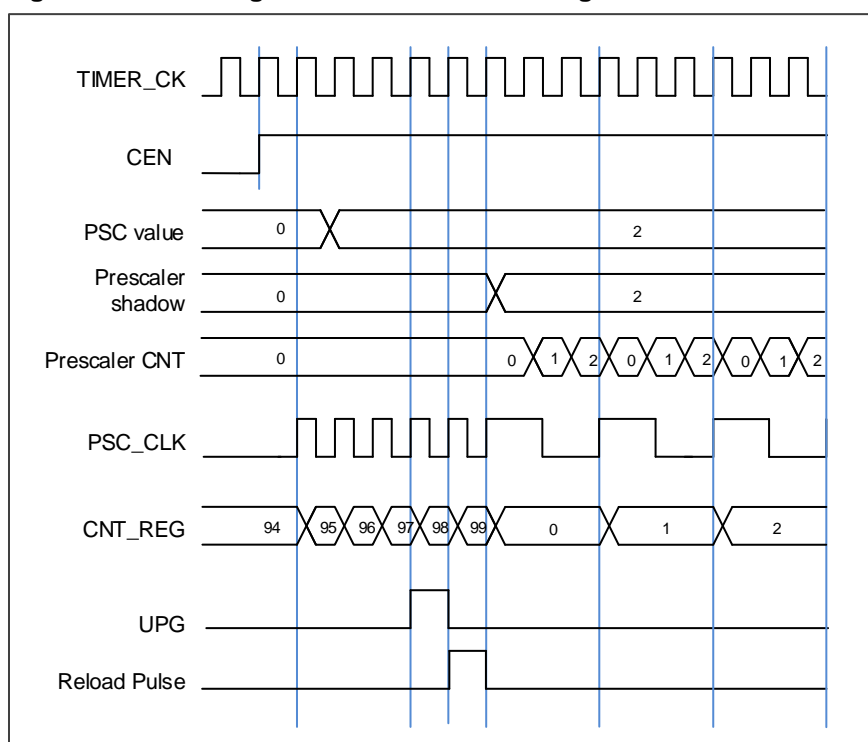 TIMER_CK
CEN
PSC value 0 2
Prescaler
shadow 0 2
Prescaler CNT 0 0 1 2 0 1 2 0 1 2
PSC_CLK
CNT_REG 94 95 96 97 98 99 0 1 2
UPG
Reload Pulse